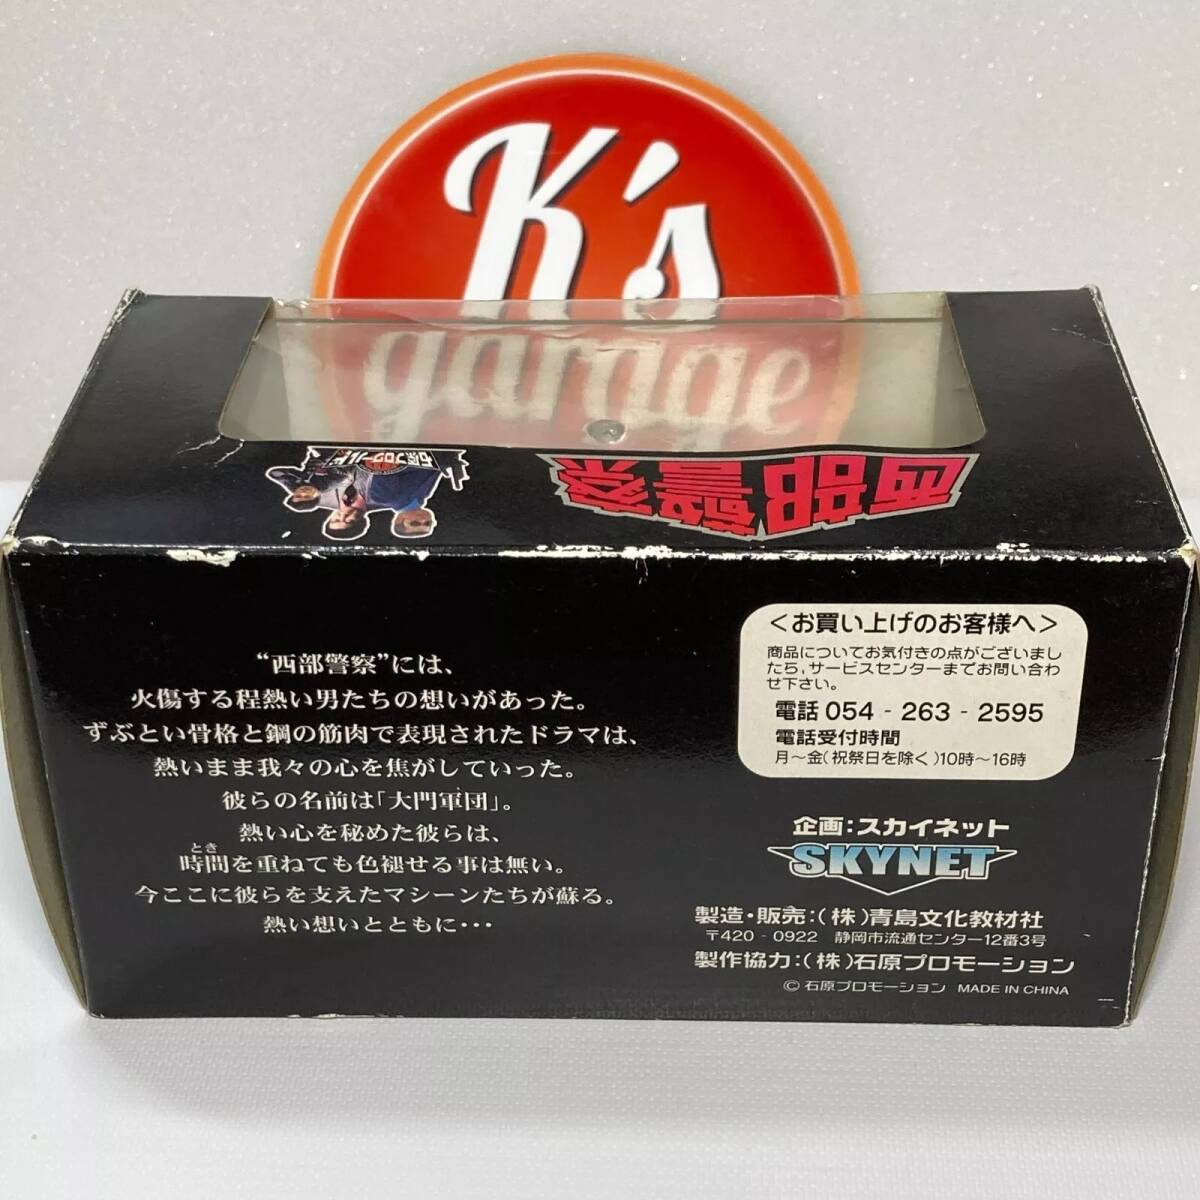 K's
garage
西部警察
石原プロワールド
“西部警察”には、
火傷する程熱い男たちの想いがあった。
ずぶとい骨格と鋼の筋肉で表現されたドラマは、
熱いまま我々の心を焦がしていった。
彼らの名前は「大門軍団」。
熱い心を秘めた彼らは、
とき
時間を重ねても色褪せる事は無い。
今ここに彼らを支えたマシーンたちが蘇る。
熱い想いとともに・・・
＜お買い上げのお客様へ＞
商品についてお気付きの点がございまし
たら,サービスセンターまでお問い合わ
せ下さい。
電話 054 - 263 - 2595
電話受付時間
月～金(祝祭日を除く)10時～16時
企画:スカイネット
SKYNET
製造・販売:(株)青島文化教材社
〒420 - 0922 静岡市流通センター12番3号
製作協力:(株)石原プロモーション
© 石原プロモーション MADE IN CHINA